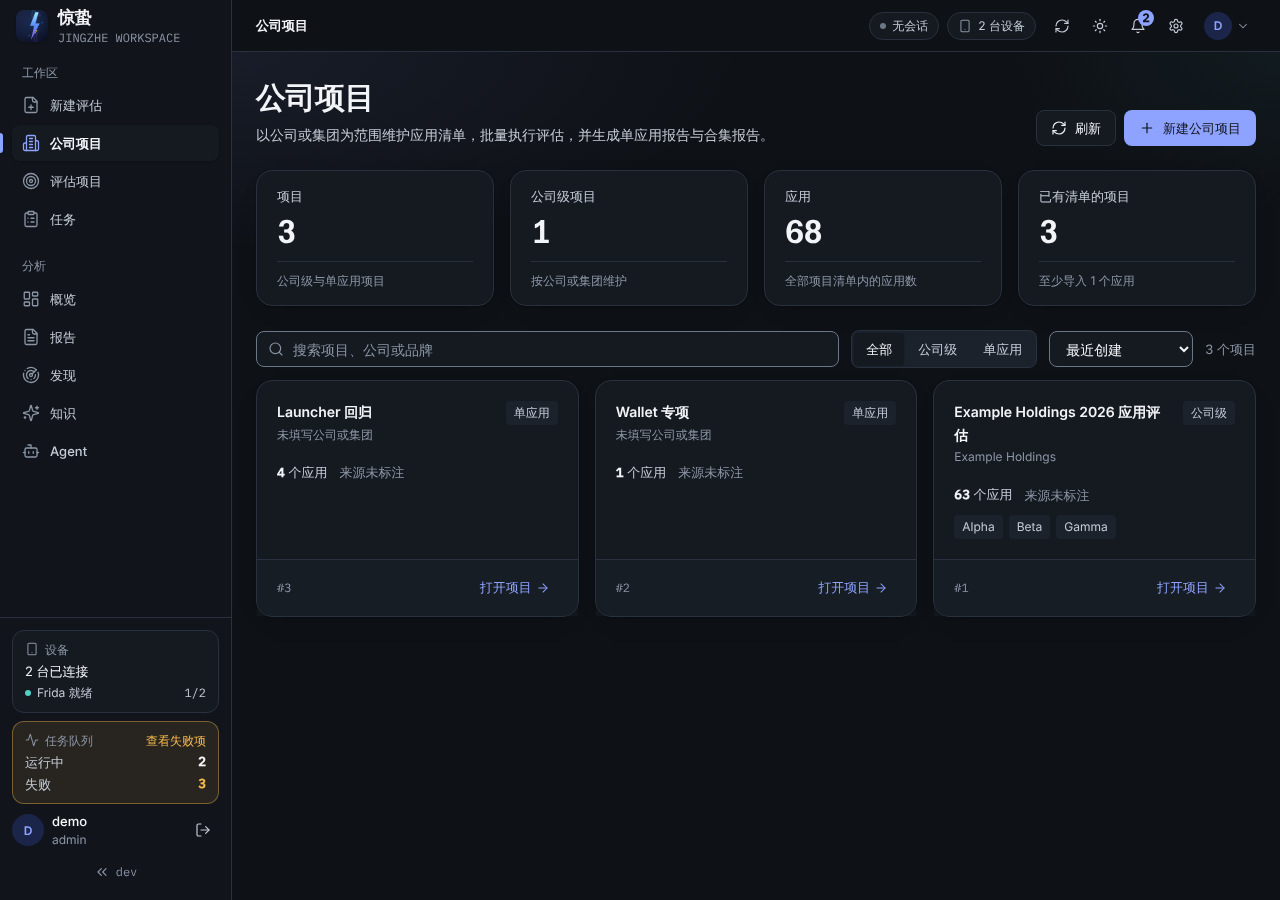 惊蛰
JINGZHE WORKSPACE
工作区
新建评估
公司项目
评估项目
任务
分析
概览
报告
发现
知识
Agent
设备
2 台已连接
Frida 就绪 1/2
任务队列 查看失败项
运行中 2
失败 3
D
demo
admin
dev
公司项目
无会话
2 台设备
2
D
公司项目
以公司或集团为范围维护应用清单，批量执行评估，并生成单应用报告与合集报告。
刷新
新建公司项目
项目
3
公司级与单应用项目
公司级项目
1
按公司或集团维护
应用
68
全部项目清单内的应用数
已有清单的项目
3
至少导入 1 个应用
搜索项目、公司或品牌
全部 公司级 单应用
最近创建
3 个项目
Launcher 回归 单应用
未填写公司或集团
4 个应用 来源未标注
#3 打开项目
Wallet 专项 单应用
未填写公司或集团
1 个应用 来源未标注
#2 打开项目
Example Holdings 2026 应用评
估
公司级
Example Holdings
63 个应用 来源未标注
Alpha Beta Gamma
#1 打开项目